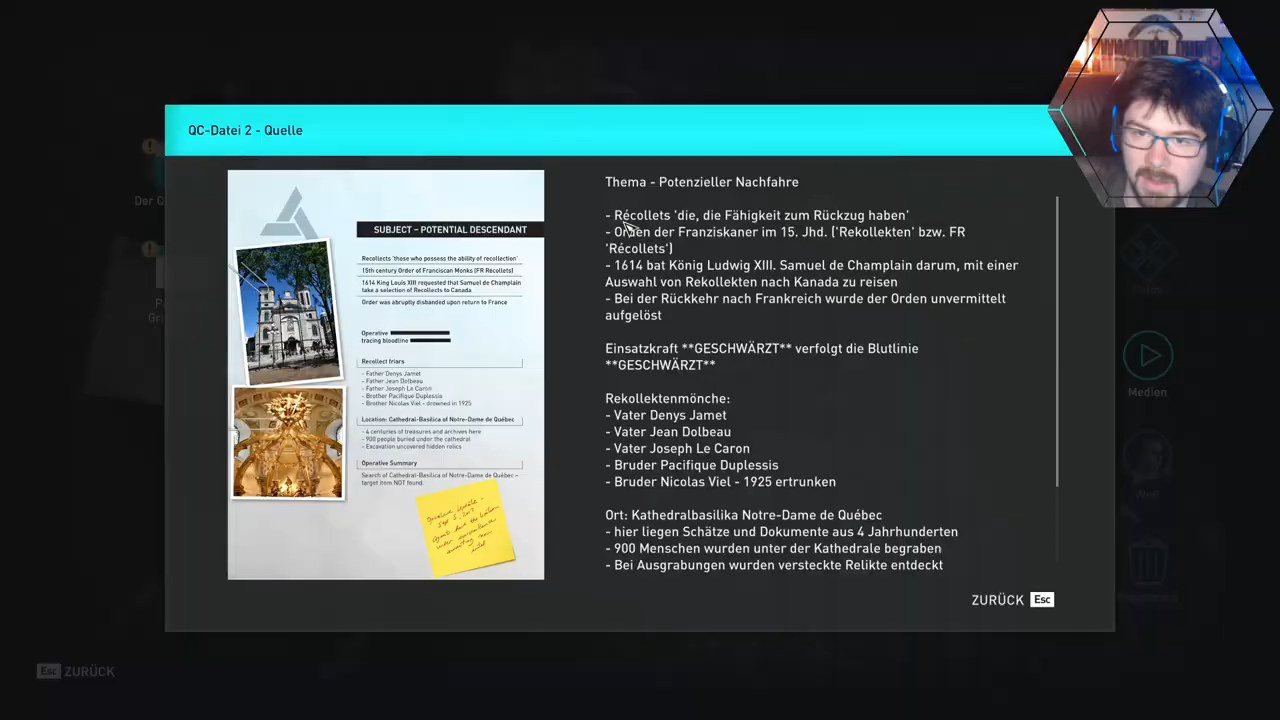 QC-Datei 2 - Quelle
SUBJECT – POTENTIAL DESCENDANT
Recollects 'those who possess the ability of recollection'
15th century Order of Franciscan Monks (FR Récollets)
1614 King Louis XIII requested that Samuel de Champlain
take a selection of Recollects to Canada
Order was abruptly disbanded upon return to France
Operative
tracing bloodline
Recollect friars
- Father Denys Jamet
- Father Jean Dolbeau
- Father Joseph Le Caron
- Brother Pacifique Duplessis
- Brother Nicolas Viel - drowned in 1925
Location: Cathedral-Basilica of Notre-Dame de Québec
- 4 centuries of treasures and archives here
- 900 people buried under the cathedral
- Excavation uncovered hidden relics
Operative Summary
Search of Cathedral-Basilica of Notre-Dame de Québec –
target item NOT found.
Thema - Potenzieller Nachfahre
- Récollets 'die, die Fähigkeit zum Rückzug haben'
- Orden der Franziskaner im 15. Jhd. ('Rekollekten' bzw. FR
'Récollets')
- 1614 bat König Ludwig XIII. Samuel de Champlain darum, mit einer
Auswahl von Rekollekten nach Kanada zu reisen
- Bei der Rückkehr nach Frankreich wurde der Orden unvermittelt
aufgelöst
Einsatzkraft **GESCHWÄRZT** verfolgt die Blutlinie
**GESCHWÄRZT**
Rekollektenmönche:
- Vater Denys Jamet
- Vater Jean Dolbeau
- Vater Joseph Le Caron
- Bruder Pacifique Duplessis
- Bruder Nicolas Viel - 1925 ertrunken
Ort: Kathedralbasilika Notre-Dame de Québec
- hier liegen Schätze und Dokumente aus 4 Jahrhunderten
- 900 Menschen wurden unter der Kathedrale begraben
- Bei Ausgrabungen wurden versteckte Relikte entdeckt
ZURÜCK Esc
Medien
Esc ZURÜCK